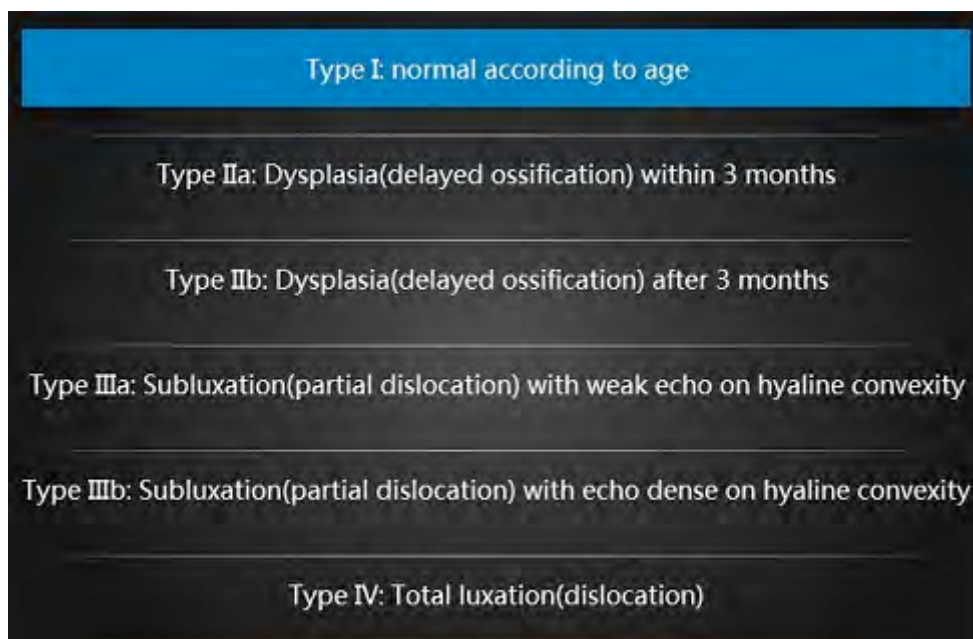 Type Ⅰ: normal according to age
Type Ⅱa: Dysplasia(delayed ossification) within 3 months
Type Ⅱb: Dysplasia(delayed ossification) after 3 months
Type Ⅲa: Subluxation(partial dislocation) with weak echo on hyaline convexity
Type Ⅲb: Subluxation(partial dislocation) with echo dense on hyaline convexity
Type Ⅳ: Total luxation(dislocation)